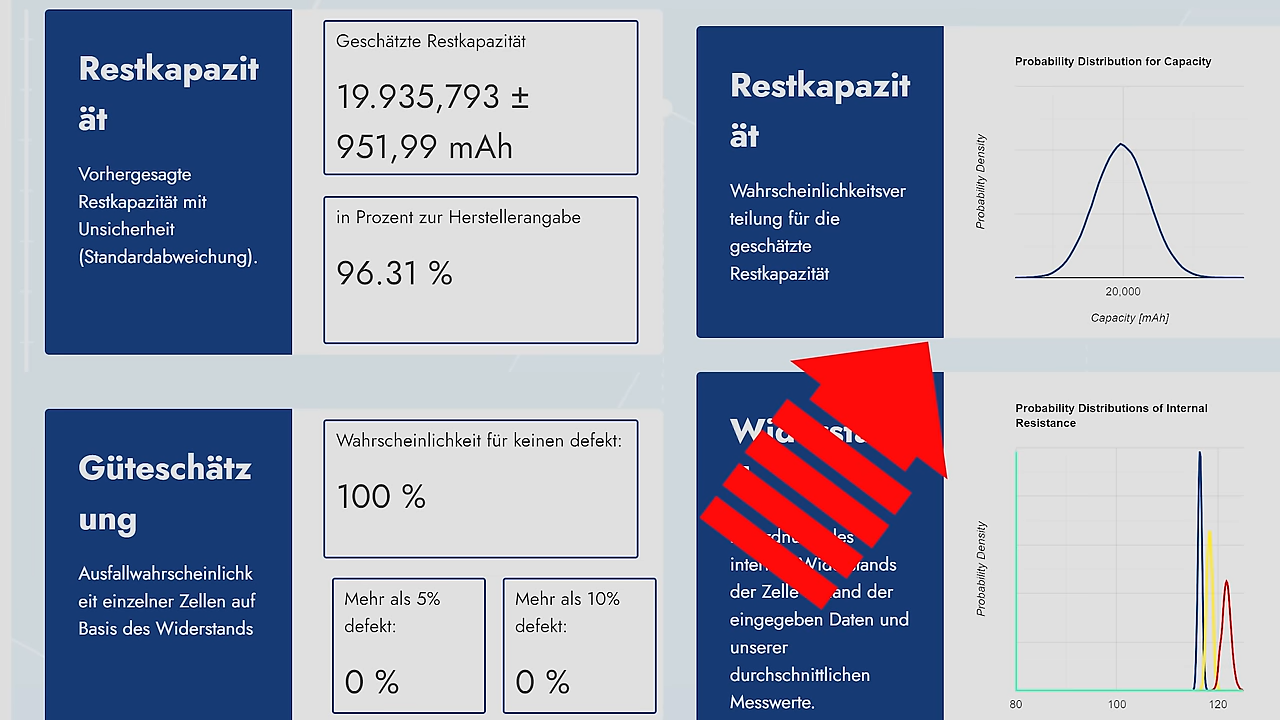 Restkapazit
ät
Vorhergesagte
Restkapazität mit
Unsicherheit
(Standardabweichung).
Geschätzte Restkapazität
19.935,793 ±
951,99 mAh
in Prozent zur Herstellerangabe
96.31 %
Restkapazit
ät
Wahrscheinlichkeitsver
teilung für die
geschätzte
Restkapazität
Probability Distribution for Capacity
Probability Density
20,000
Capacity [mAh]
Güteschätz
ung
Ausfallwahrscheinlichk
eit einzelner Zellen auf
Basis des Widerstands
Wahrscheinlichkeit für keinen defekt:
100 %
Mehr als 5%
defekt:
0 %
Mehr als 10%
defekt:
0 %
der Zelle
der
eingegeben Daten und
unserer
durchschnittlichen
Messwerte.
Probability Distributions of Internal
Resistance
Probability Density
80 100 120